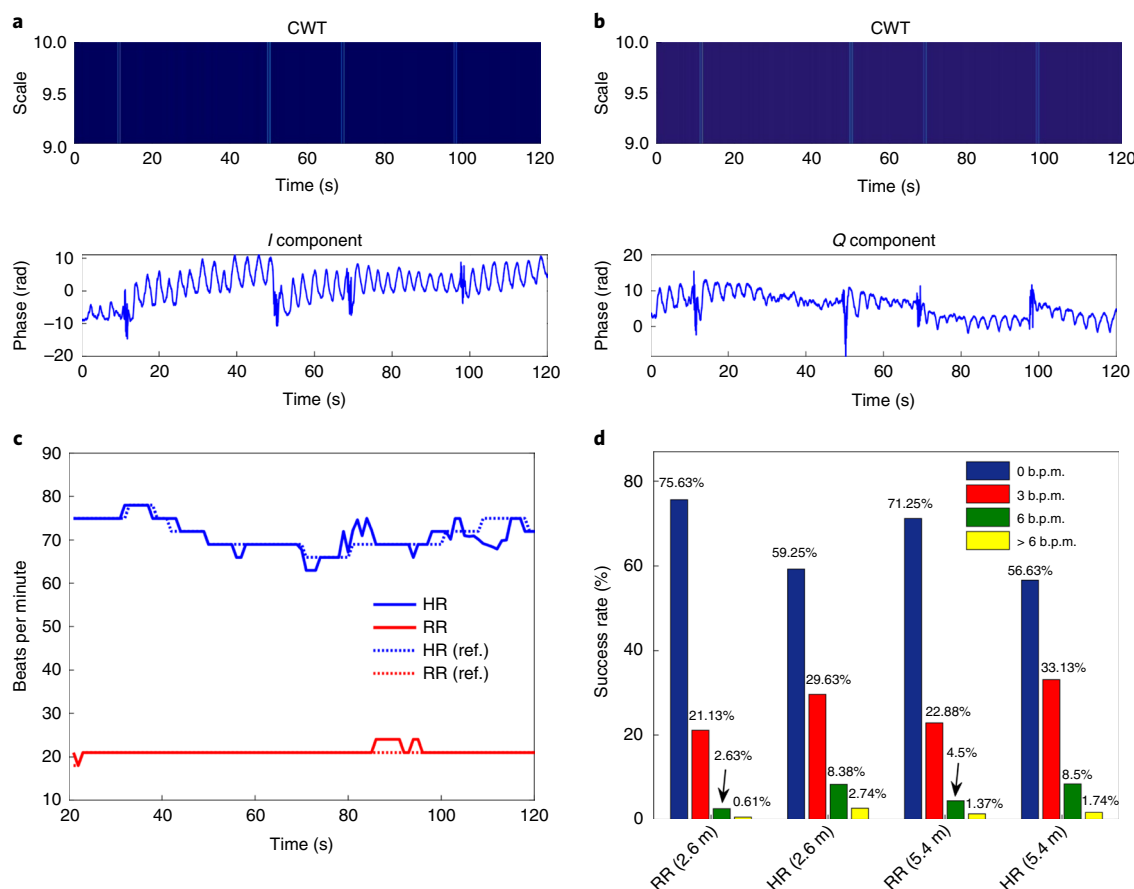 a
CWT
10.0
9.5
9.0
Scale
0 20 40 60 80 100 120
Time (s)
b
CWT
10.0
9.5
9.0
Scale
0 20 40 60 80 100 120
Time (s)
I component
10
0
–10
–20
Phase (rad)
0 20 40 60 80 100 120
Time (s)
Q component
20
10
0
Phase (rad)
0 20 40 60 80 100 120
Time (s)
c
90
80
70
60
50
40
30
20
10
Beats per minute
HR
RR
HR (ref.)
RR (ref.)
20 40 60 80 100 120
Time (s)
d
80
60
40
20
0
Success rate (%)
0 b.p.m.
3 b.p.m.
6 b.p.m.
> 6 b.p.m.
75.63%
21.13%
2.63%
0.61%
59.25%
29.63%
8.38%
2.74%
71.25%
22.88%
4.5%
1.37%
56.63%
33.13%
8.5%
1.74%
RR (2.6 m)
HR (2.6 m)
RR (5.4 m)
HR (5.4 m)